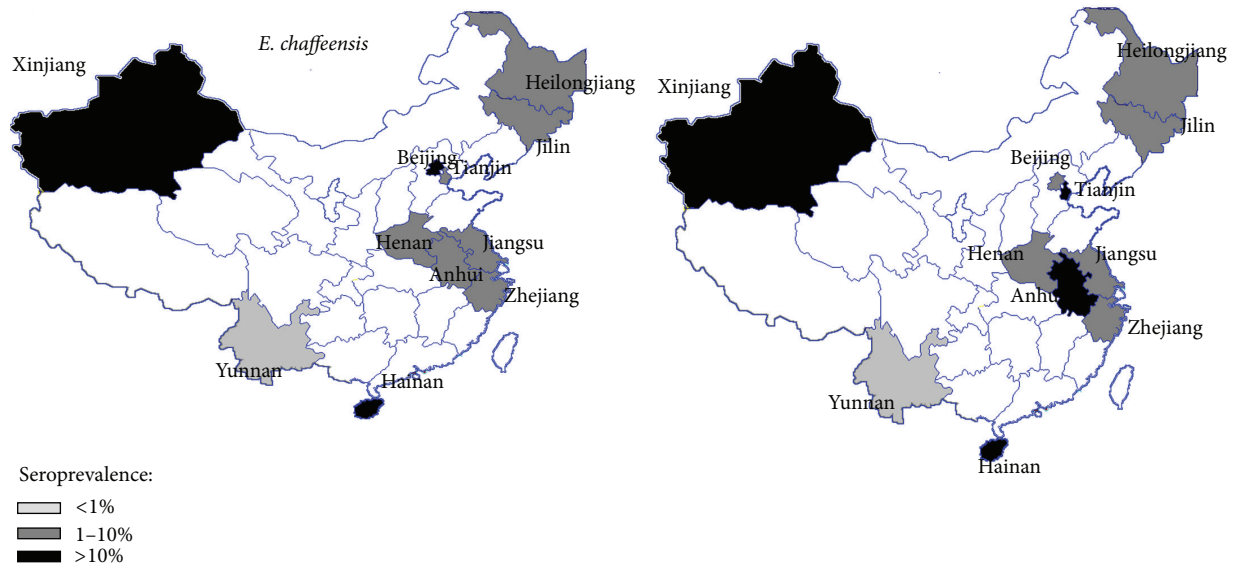 E. chaffeensis
Xinjiang
Heilongjiang
Jilin
Beijing
Tianjin
Henan
Jiangsu
Anhui
Zhejiang
Yunnan
Hainan
Heilongjiang
Xinjiang
Jilin
Beijing
Tianjin
Henan
Jiangsu
Anhu
Zhejiang
Yunnan
Hainan
Seroprevalence:
<1%
1–10%
>10%